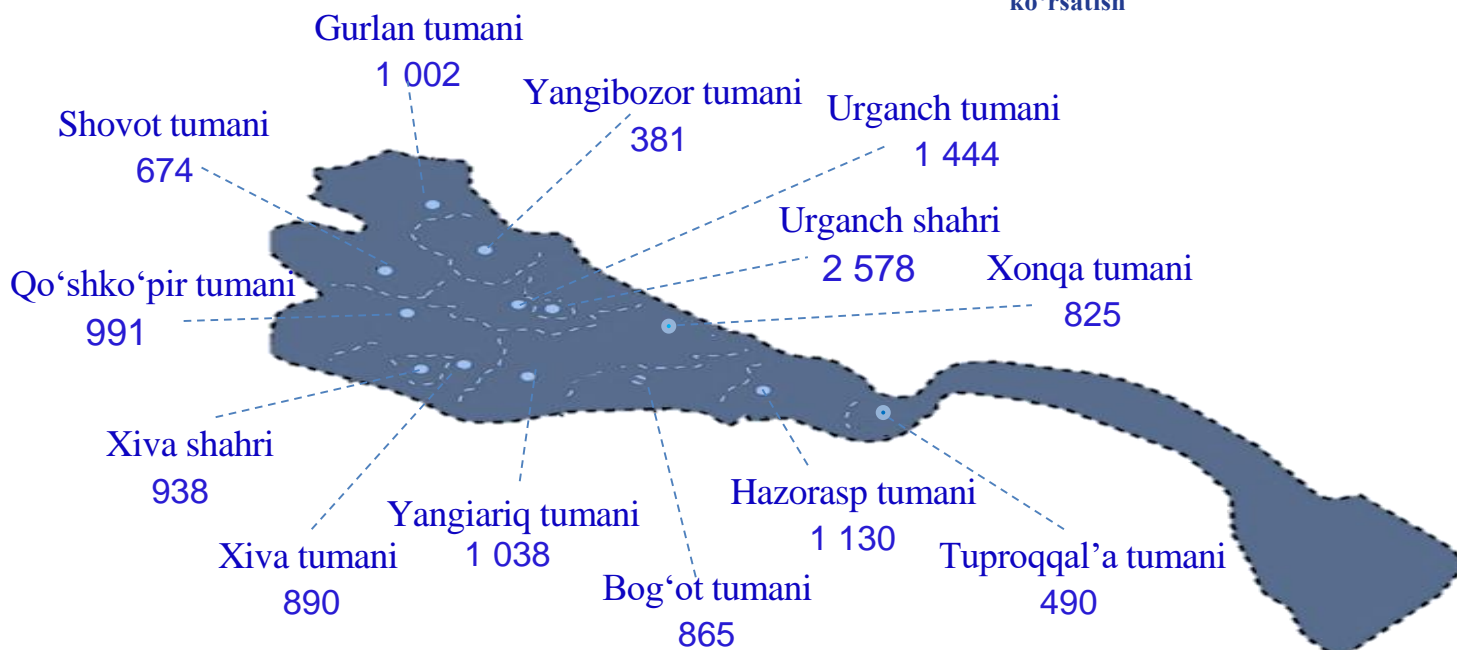 ko‘rsatish
Gurlan tumani
1 002
Yangibozor tumani
381
Urganch tumani
1 444
Shovot tumani
674
Urganch shahri
2 578
Xonqa tumani
825
Qo‘shko‘pir tumani
991
Xiva shahri
938
Hazorasp tumani
1 130
Yangiariq tumani
1 038
Xiva tumani
890
Tuproqqal’a tumani
490
Bog‘ot tumani
865